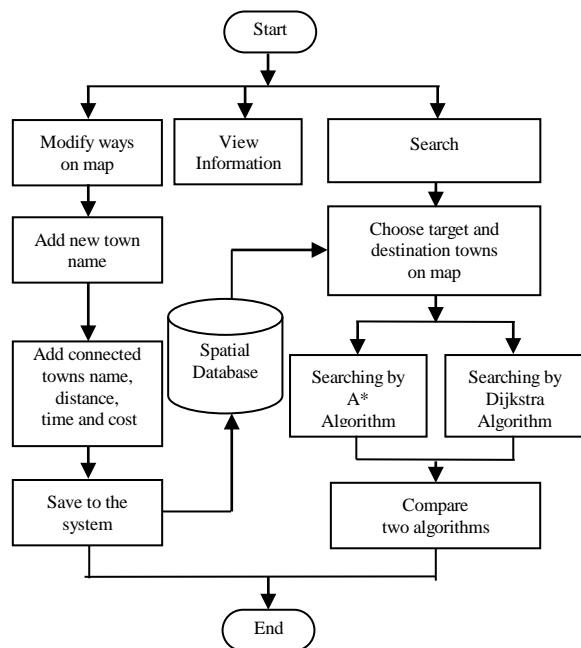 Start
Modify ways
on map
View
Information
Search
Add new town
name
Choose target and
destination towns
on map
Add connected
towns name,
distance,
time and cost
Spatial
Database
Searching by
A*
Algorithm
Searching by
Dijkstra
Algorithm
Save to the
system
Compare
two algorithms
End